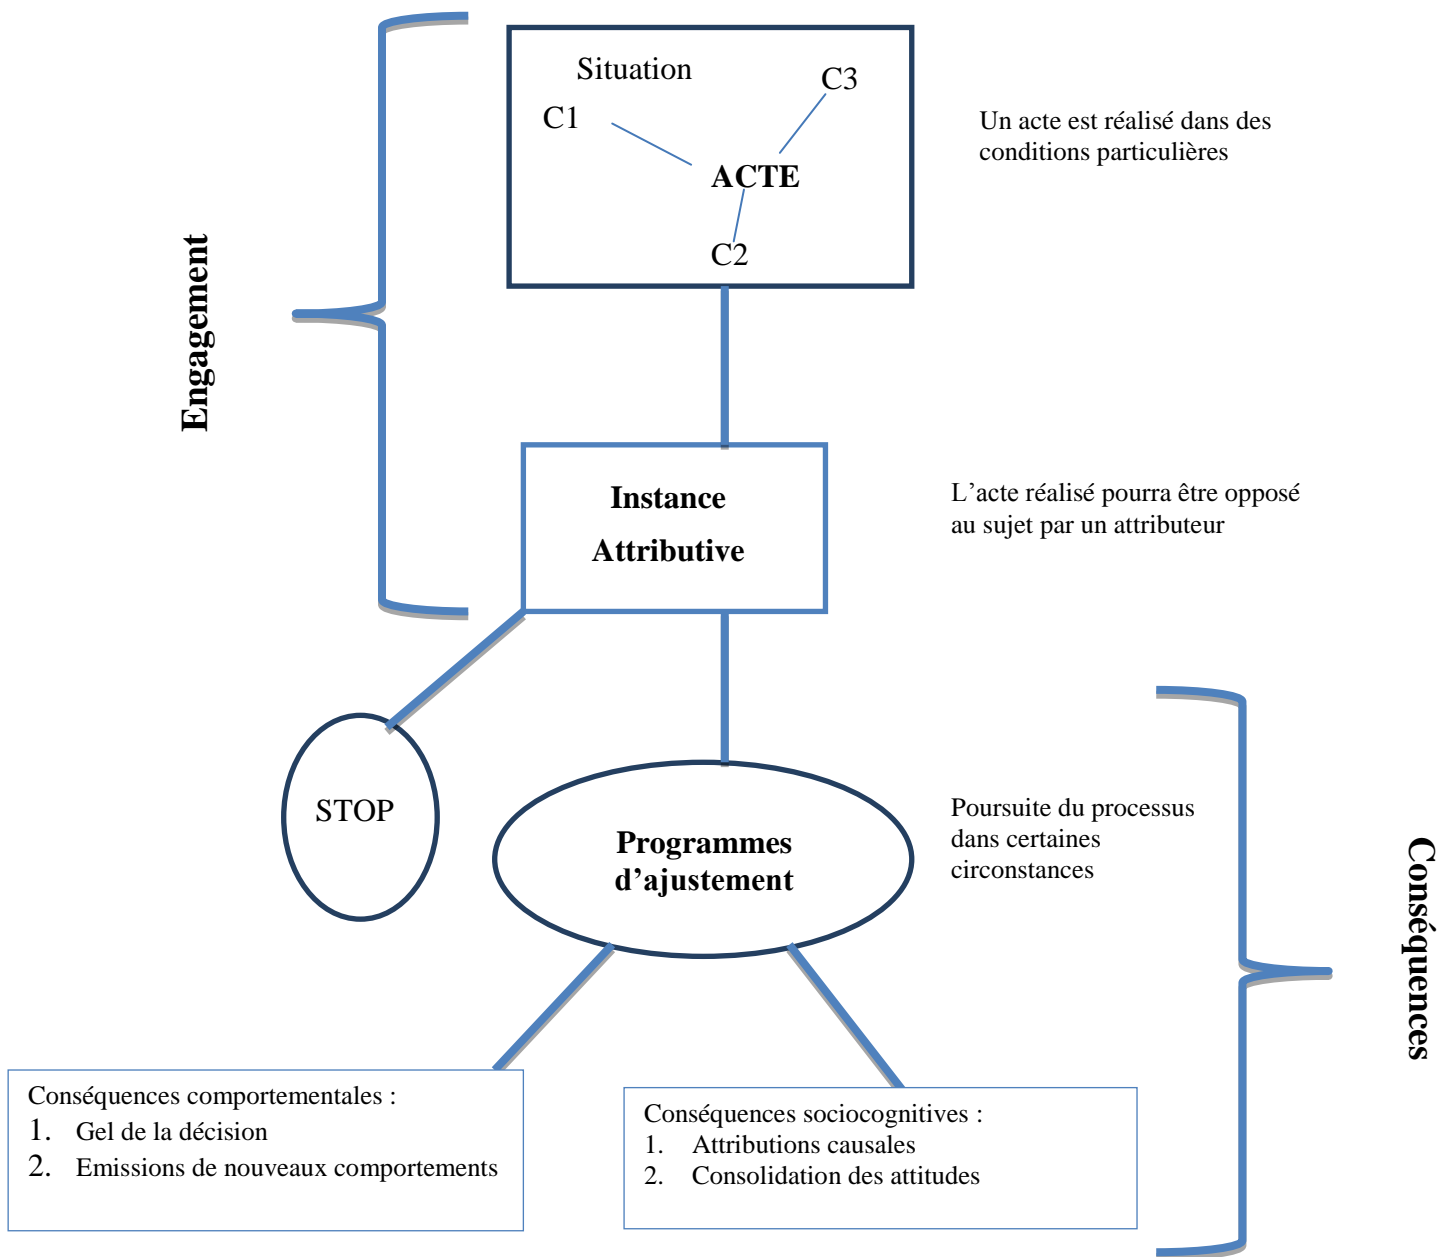 Situation
C3
C1
ACTE
C2
Un acte est réalisé dans des
conditions particulières
Engagement
Instance
Attributive
L’acte réalisé pourra être opposé
au sujet par un attributeur
STOP
Programmes
d’ajustement
Poursuite du processus
dans certaines
circonstances
Conséquences
Conséquences comportementales :
1. Gel de la décision
2. Emissions de nouveaux comportements
Conséquences sociocognitives :
1. Attributions causales
2. Consolidation des attitudes